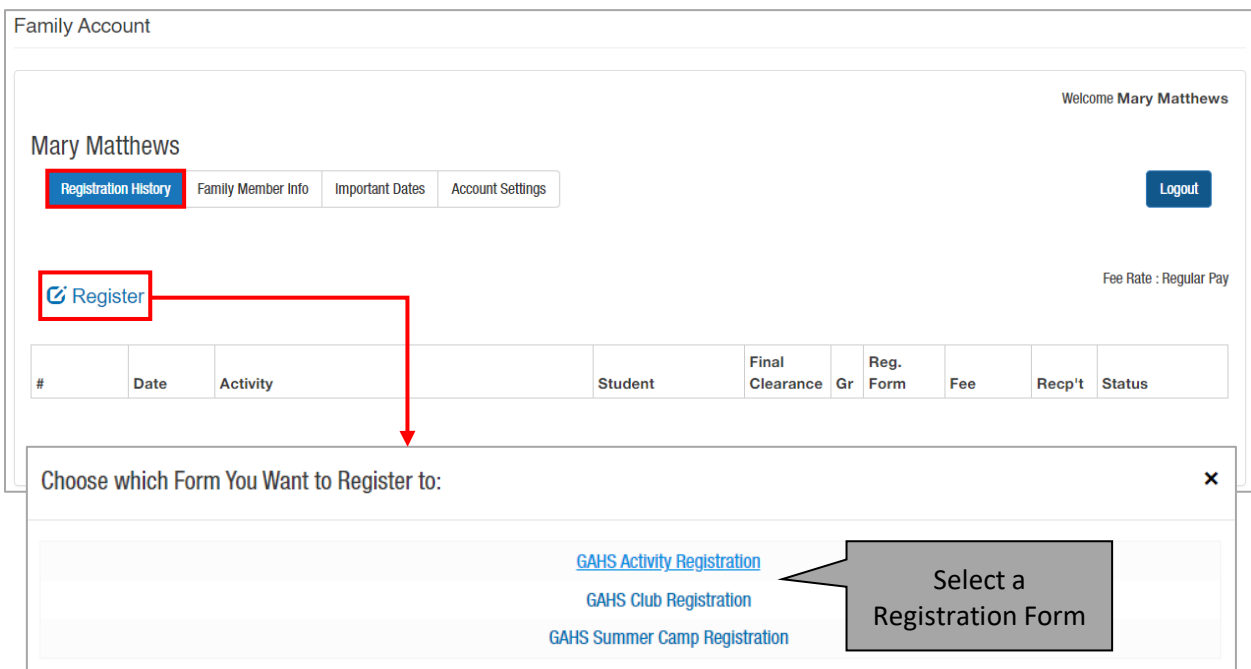 Family Account
Welcome Mary Matthews
Mary Matthews
Registration History Family Member Info Important Dates Account Settings Logout
Fee Rate : Regular Pay
Register
# Date Activity Student Final Clearance Gr Reg. Form Fee Recp't Status
Choose which Form You Want to Register to: ×
GAHS Activity Registration
GAHS Club Registration
GAHS Summer Camp Registration
Select a
Registration Form